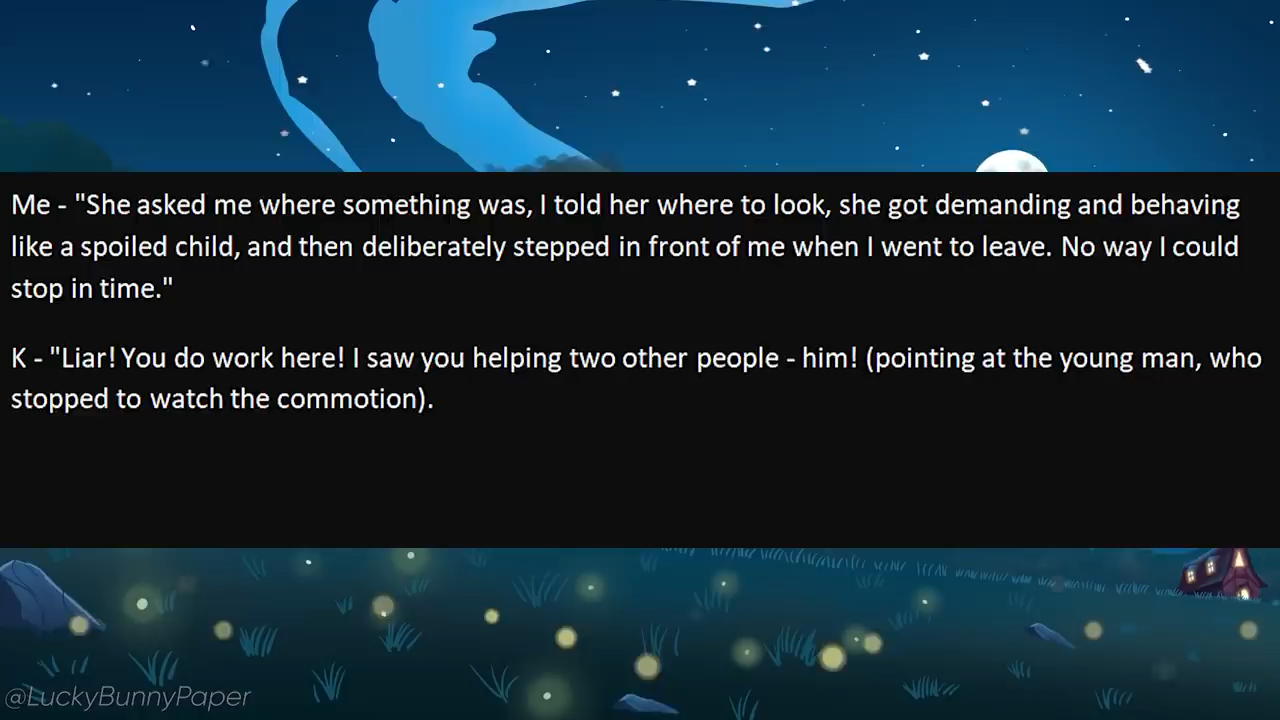 Me - "She asked me where something was, I told her where to look, she got demanding and behaving
like a spoiled child, and then deliberately stepped in front of me when I went to leave. No way I could
stop in time."
K - "Liar! You do work here! I saw you helping two other people - him! (pointing at the young man, who
stopped to watch the commotion).
@LuckyBunnyPaper